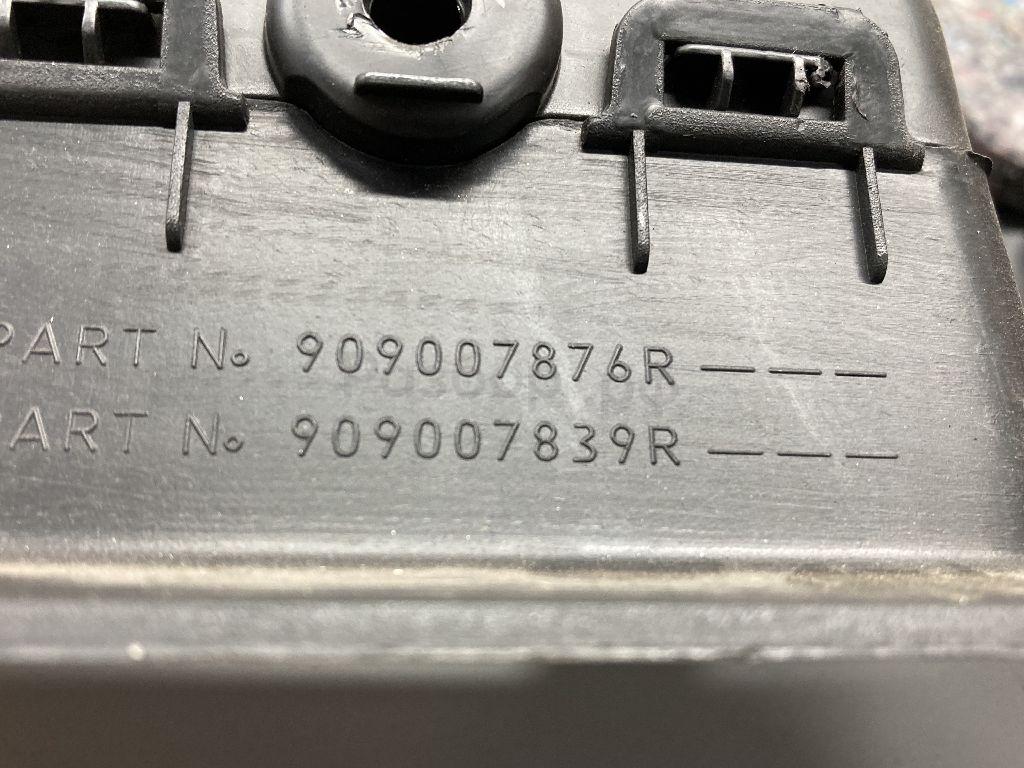 PART No 909007876R – – –
PART No 909007839R – – –